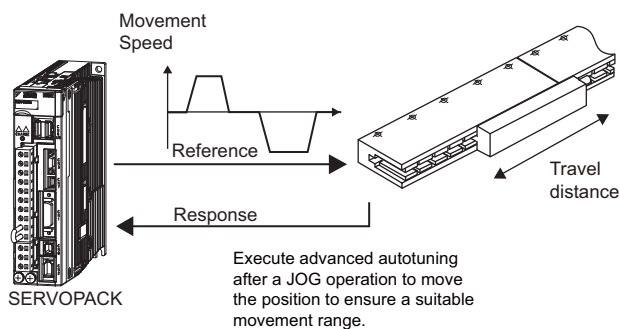 Movement
Speed
Reference
Response
Travel
distance
SERVOPACK
Execute advanced autotuning
after a JOG operation to move
the position to ensure a suitable
movement range.